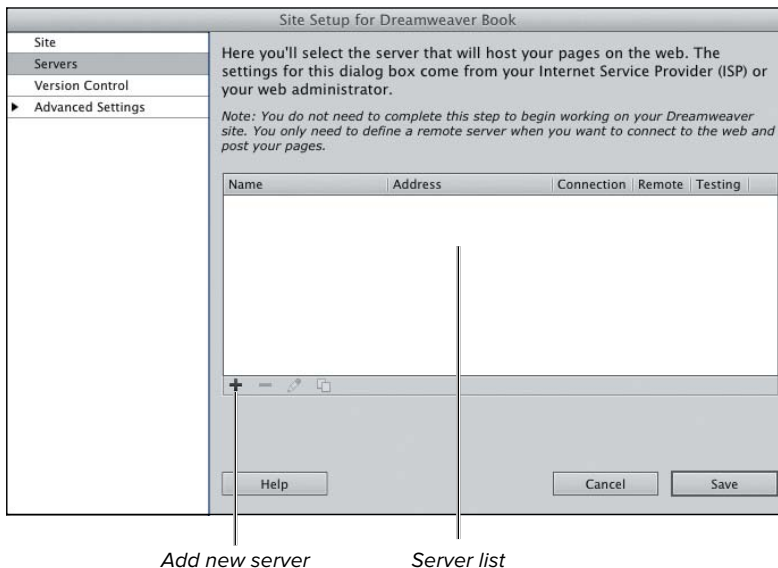 Site Setup for Dreamweaver Book
Site
Servers
Version Control
Advanced Settings
Here you'll select the server that will host your pages on the web. The
settings for this dialog box come from your Internet Service Provider (ISP) or
your web administrator.
Note: You do not need to complete this step to begin working on your Dreamweaver
site. You only need to define a remote server when you want to connect to the web and
post your pages.
Name Address Connection Remote Testing
Help Cancel Save
Add new server Server list